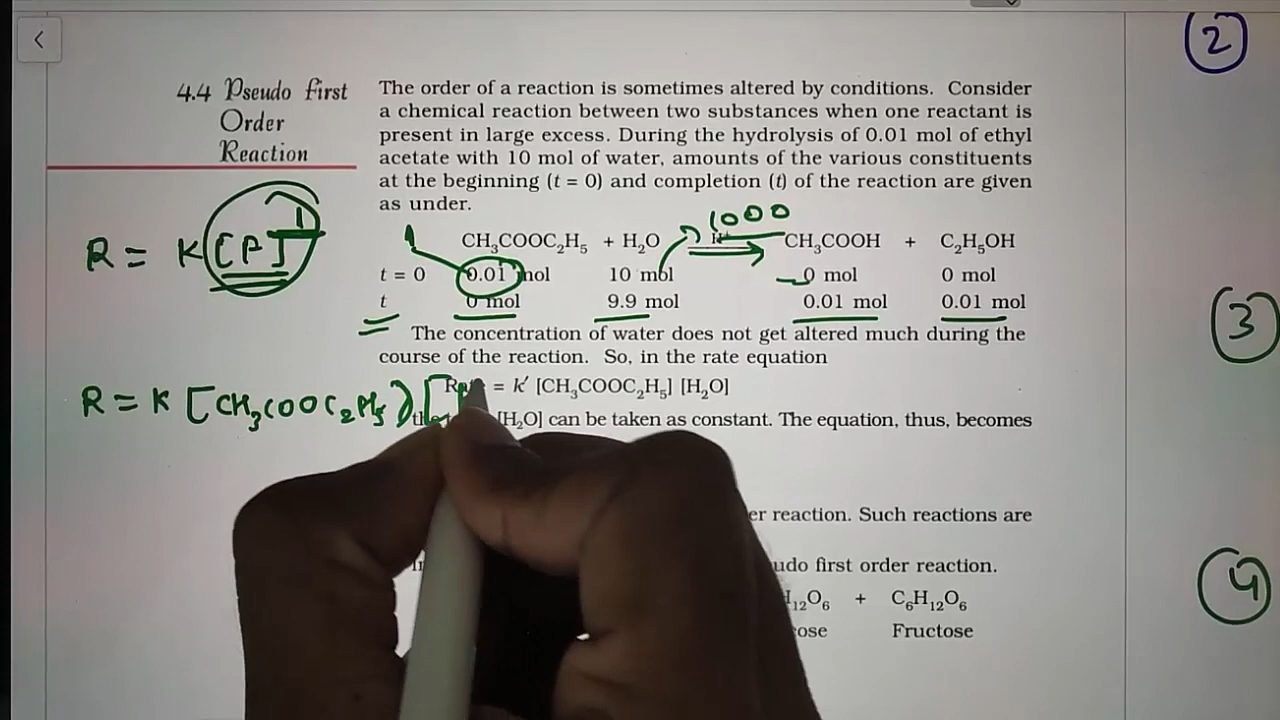 2
4.4 Pseudo First
Order
Reaction
The order of a reaction is sometimes altered by conditions. Consider
a chemical reaction between two substances when one reactant is
present in large excess. During the hydrolysis of 0.01 mol of ethyl
acetate with 10 mol of water, amounts of the various constituents
at the beginning (t = 0) and completion (t) of the reaction are given
as under.
R = K[P]¹
1000
CH₃COOC₂H₅ + H₂O CH₃COOH + C₂H₅OH
t = 0 0.01 mol 10 mol 0 mol 0 mol
t 0 mol 9.9 mol 0.01 mol 0.01 mol
3
The concentration of water does not get altered much during the
course of the reaction. So, in the rate equation
= k′ [CH₃COOC₂H₅] [H₂O]
R = K [CH₃COOC₂H₅) [
[H₂O] can be taken as constant. The equation, thus, becomes
er reaction. Such reactions are
udo first order reaction.
4
₁₂O₆ + C₆H₁₂O₆
ose Fructose